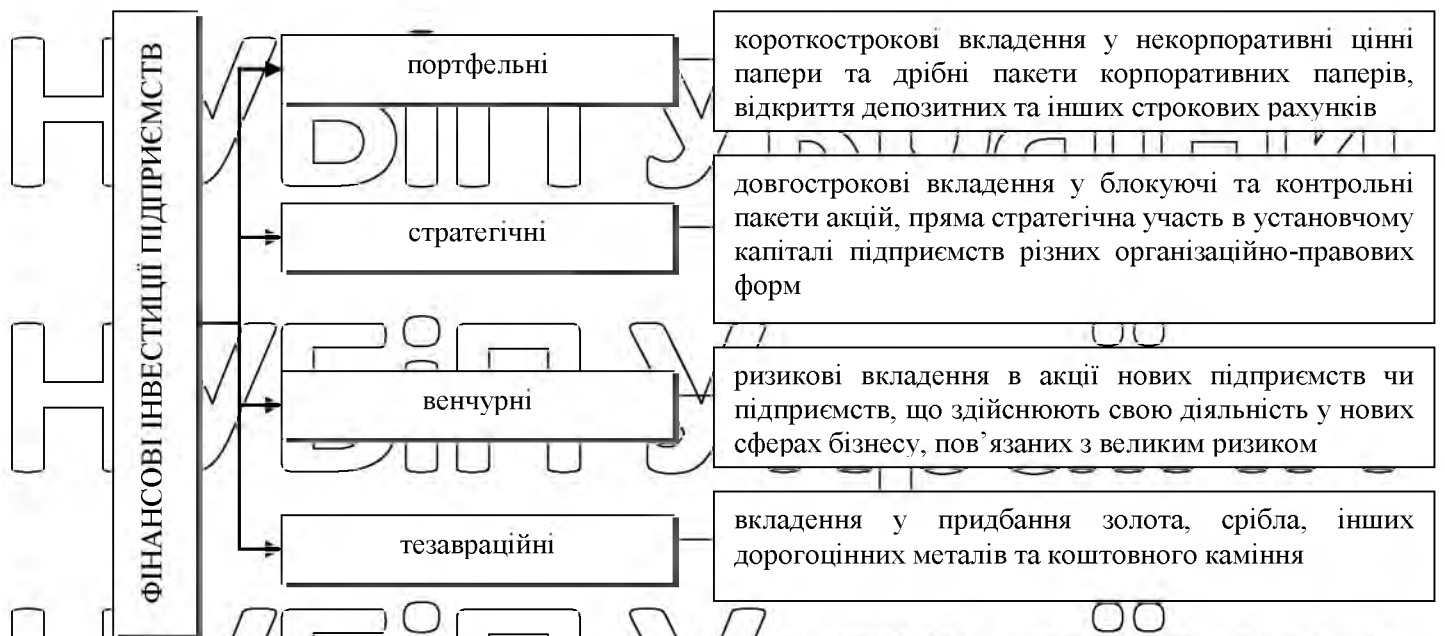 ФІНАНСОВІ ІНВЕСТИЦІЇ ПІДПРИЄМСТВ
портфельні
короткострокові вкладення у некорпоративні цінні
папери та дрібні пакети корпоративних паперів,
відкриття депозитних та інших строкових рахунків
стратегічні
довгострокові вкладення у блокуючі та контрольні
пакети акцій, пряма стратегічна участь в установчому
капіталі підприємств різних організаційно-правових
форм
венчурні
ризикові вкладення в акції нових підприємств чи
підприємств, що здійснюють свою діяльність у нових
сферах бізнесу, пов’язаних з великим ризиком
тезавраційні
вкладення у придбання золота, срібла, інших
дорогоцінних металів та коштовного каміння